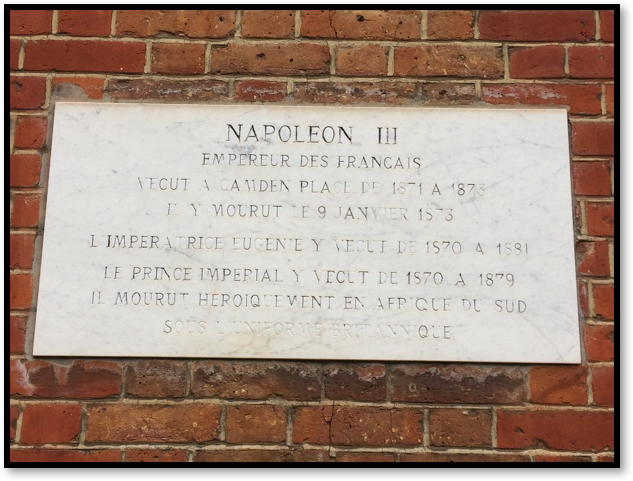 NAPOLEON III
EMPEREUR DES FRANCAIS
VECUT A CAMDEN PLACE DE 1871 A 1873
IL Y MOURUT LE 9 JANVIER 1873
L IMPERATRICE EUGENIE Y VECUT DE 1870 A 1881
LE PRINCE IMPERIAL Y VECUT DE 1870 A 1879
IL MOURUT HEROIQUEMENT EN AFRIQUE DU SUD
SOUS L'UNIFORME BRITANNIQUE